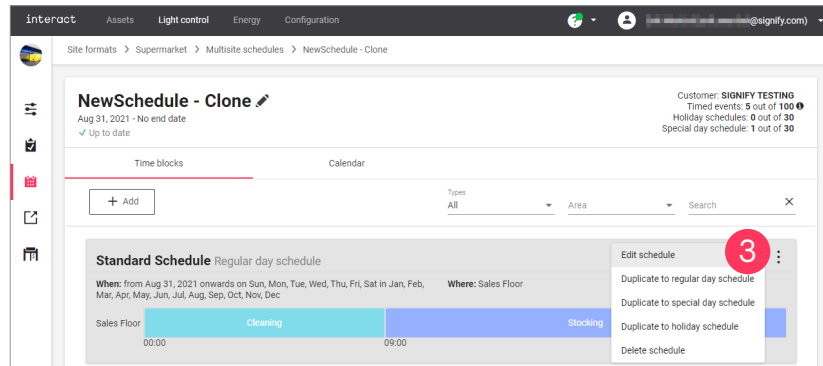 interact Assets Light control Energy Configuration ? @signify.com)
Site formats > Supermarket > Multisite schedules > NewSchedule - Clone
NewSchedule - Clone
Aug 31, 2021 - No end date
✓ Up to date
Customer: SIGNIFY TESTING
Timed events: 5 out of 100
Holiday schedules: 0 out of 30
Special day schedule: 1 out of 30
Time blocks Calendar
+ Add
Types
All
Area
Search
Standard Schedule Regular day schedule
When: from Aug 31, 2021 onwards on Sun, Mon, Tue, Wed, Thu, Fri, Sat in Jan, Feb,
Mar, Apr, May, Jun, Jul, Aug, Sep, Oct, Nov, Dec
Where: Sales Floor
Sales Floor Cleaning Stocking
00:00 09:00
Edit schedule
3
Duplicate to regular day schedule
Duplicate to special day schedule
Duplicate to holiday schedule
Delete schedule